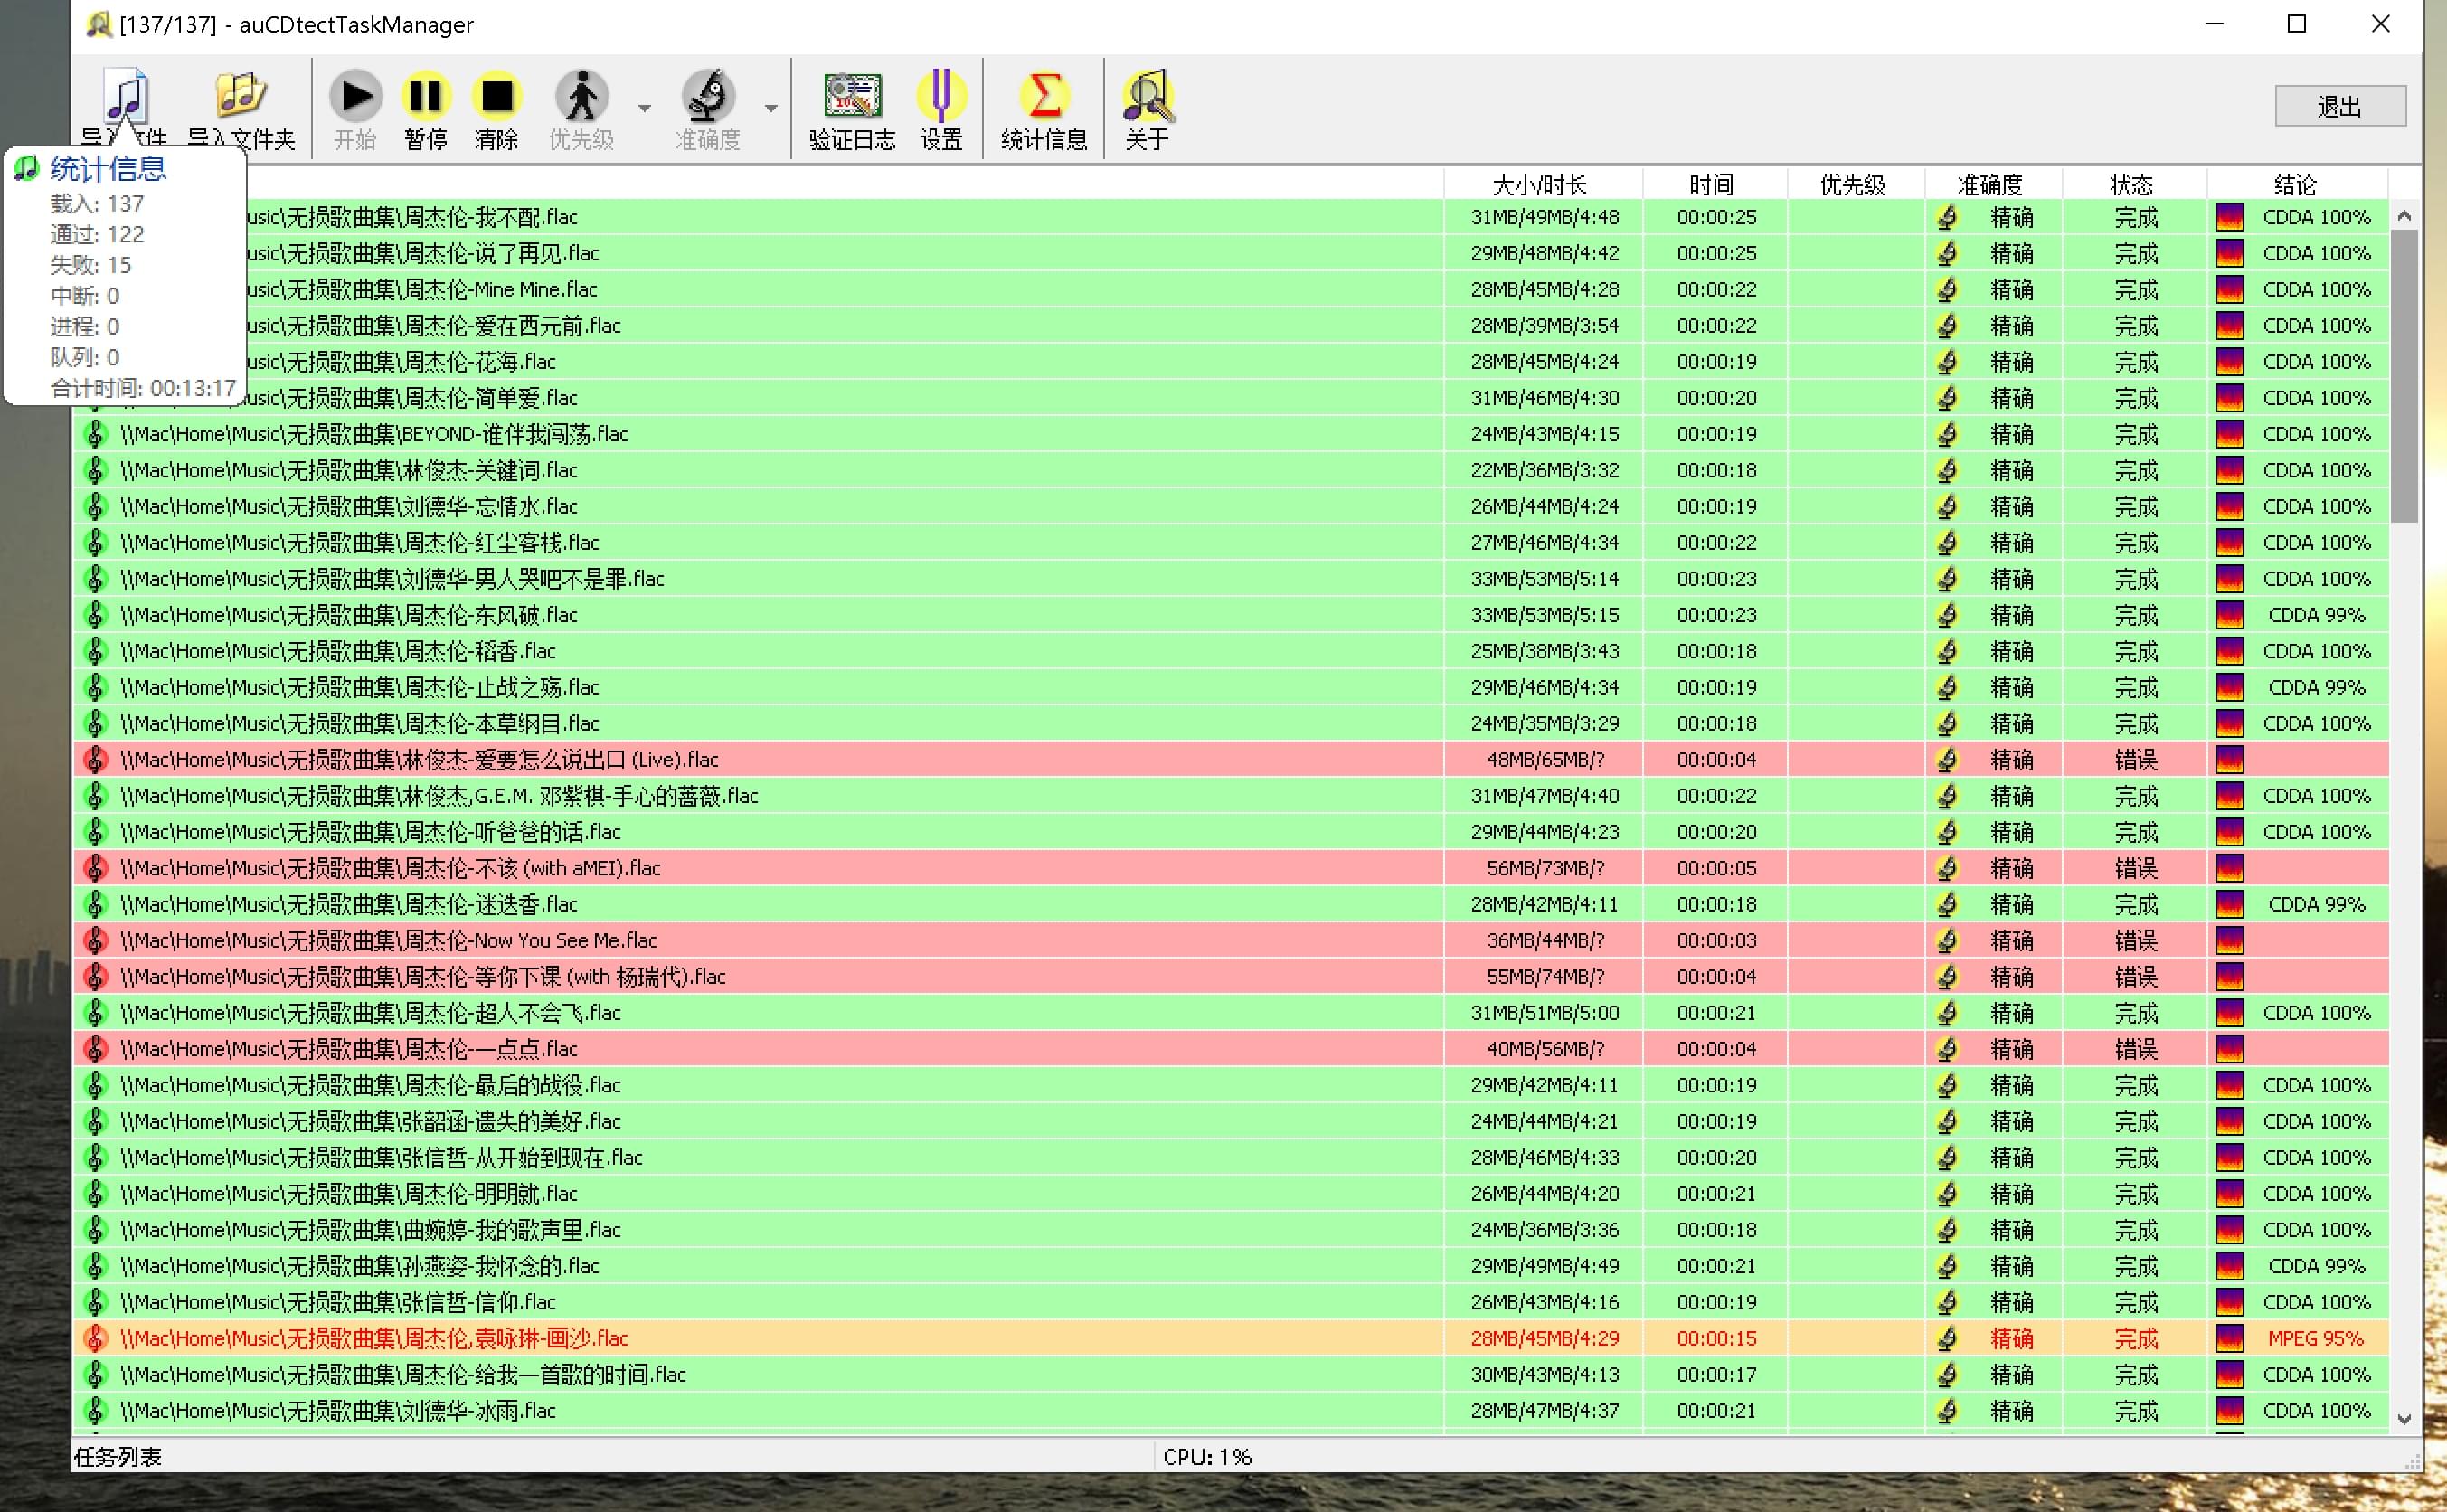 [137/137] - auCDtectTaskManager
导入文件 导入文件夹 开始 暂停 清除 优先级 准确度 验证日志 设置 统计信息 关于 退出
统计信息
载入: 137
通过: 122
失败: 15
中断: 0
进程: 0
队列: 0
合计时间: 00:13:17
大小/时长 时间 优先级 准确度 状态 结论
usic\无损歌曲集\周杰伦-我不配.flac 31MB/49MB/4:48 00:00:25 精确 完成 CDDA 100%
usic\无损歌曲集\周杰伦-说了再见.flac 29MB/48MB/4:42 00:00:25 精确 完成 CDDA 100%
usic\无损歌曲集\周杰伦-Mine Mine.flac 28MB/45MB/4:28 00:00:22 精确 完成 CDDA 100%
usic\无损歌曲集\周杰伦-爱在西元前.flac 28MB/39MB/3:54 00:00:22 精确 完成 CDDA 100%
usic\无损歌曲集\周杰伦-花海.flac 28MB/45MB/4:24 00:00:19 精确 完成 CDDA 100%
usic\无损歌曲集\周杰伦-简单爱.flac 31MB/46MB/4:30 00:00:20 精确 完成 CDDA 100%
\\Mac\Home\Music\无损歌曲集\BEYOND-谁伴我闯荡.flac 24MB/43MB/4:15 00:00:19 精确 完成 CDDA 100%
\\Mac\Home\Music\无损歌曲集\林俊杰-关键词.flac 22MB/36MB/3:32 00:00:18 精确 完成 CDDA 100%
\\Mac\Home\Music\无损歌曲集\刘德华-忘情水.flac 26MB/44MB/4:24 00:00:19 精确 完成 CDDA 100%
\\Mac\Home\Music\无损歌曲集\周杰伦-红尘客栈.flac 27MB/46MB/4:34 00:00:22 精确 完成 CDDA 100%
\\Mac\Home\Music\无损歌曲集\刘德华-男人哭吧不是罪.flac 33MB/53MB/5:14 00:00:23 精确 完成 CDDA 100%
\\Mac\Home\Music\无损歌曲集\周杰伦-东风破.flac 33MB/53MB/5:15 00:00:23 精确 完成 CDDA 99%
\\Mac\Home\Music\无损歌曲集\周杰伦-稻香.flac 25MB/38MB/3:43 00:00:18 精确 完成 CDDA 100%
\\Mac\Home\Music\无损歌曲集\周杰伦-止战之殇.flac 29MB/46MB/4:34 00:00:19 精确 完成 CDDA 99%
\\Mac\Home\Music\无损歌曲集\周杰伦-本草纲目.flac 24MB/35MB/3:29 00:00:18 精确 完成 CDDA 100%
\\Mac\Home\Music\无损歌曲集\林俊杰-爱要怎么说出口 (Live).flac 48MB/65MB/? 00:00:04 精确 错误
\\Mac\Home\Music\无损歌曲集\林俊杰,G.E.M. 邓紫棋-手心的蔷薇.flac 31MB/47MB/4:40 00:00:22 精确 完成 CDDA 100%
\\Mac\Home\Music\无损歌曲集\周杰伦-听爸爸的话.flac 29MB/44MB/4:23 00:00:20 精确 完成 CDDA 100%
\\Mac\Home\Music\无损歌曲集\周杰伦-不该 (with aMEI).flac 56MB/73MB/? 00:00:05 精确 错误
\\Mac\Home\Music\无损歌曲集\周杰伦-迷迭香.flac 28MB/42MB/4:11 00:00:18 精确 完成 CDDA 99%
\\Mac\Home\Music\无损歌曲集\周杰伦-Now You See Me.flac 36MB/44MB/? 00:00:03 精确 错误
\\Mac\Home\Music\无损歌曲集\周杰伦-等你下课 (with 杨瑞代).flac 55MB/74MB/? 00:00:04 精确 错误
\\Mac\Home\Music\无损歌曲集\周杰伦-超人不会飞.flac 31MB/51MB/5:00 00:00:21 精确 完成 CDDA 100%
\\Mac\Home\Music\无损歌曲集\周杰伦-一点点.flac 40MB/56MB/? 00:00:04 精确 错误
\\Mac\Home\Music\无损歌曲集\周杰伦-最后的战役.flac 29MB/42MB/4:11 00:00:19 精确 完成 CDDA 100%
\\Mac\Home\Music\无损歌曲集\张韶涵-遗失的美好.flac 24MB/44MB/4:21 00:00:19 精确 完成 CDDA 100%
\\Mac\Home\Music\无损歌曲集\张信哲-从开始到现在.flac 28MB/46MB/4:33 00:00:20 精确 完成 CDDA 100%
\\Mac\Home\Music\无损歌曲集\周杰伦-明明就.flac 26MB/44MB/4:20 00:00:21 精确 完成 CDDA 100%
\\Mac\Home\Music\无损歌曲集\曲婉婷-我的歌声里.flac 24MB/36MB/3:36 00:00:18 精确 完成 CDDA 100%
\\Mac\Home\Music\无损歌曲集\孙燕姿-我怀念的.flac 29MB/49MB/4:49 00:00:21 精确 完成 CDDA 99%
\\Mac\Home\Music\无损歌曲集\张信哲-信仰.flac 26MB/43MB/4:16 00:00:19 精确 完成 CDDA 100%
\\Mac\Home\Music\无损歌曲集\周杰伦,袁咏琳-画沙.flac 28MB/45MB/4:29 00:00:15 精确 完成 MPEG 95%
\\Mac\Home\Music\无损歌曲集\周杰伦-给我一首歌的时间.flac 30MB/43MB/4:13 00:00:17 精确 完成 CDDA 100%
\\Mac\Home\Music\无损歌曲集\刘德华-冰雨.flac 28MB/47MB/4:37 00:00:21 精确 完成 CDDA 100%
任务列表 CPU: 1%